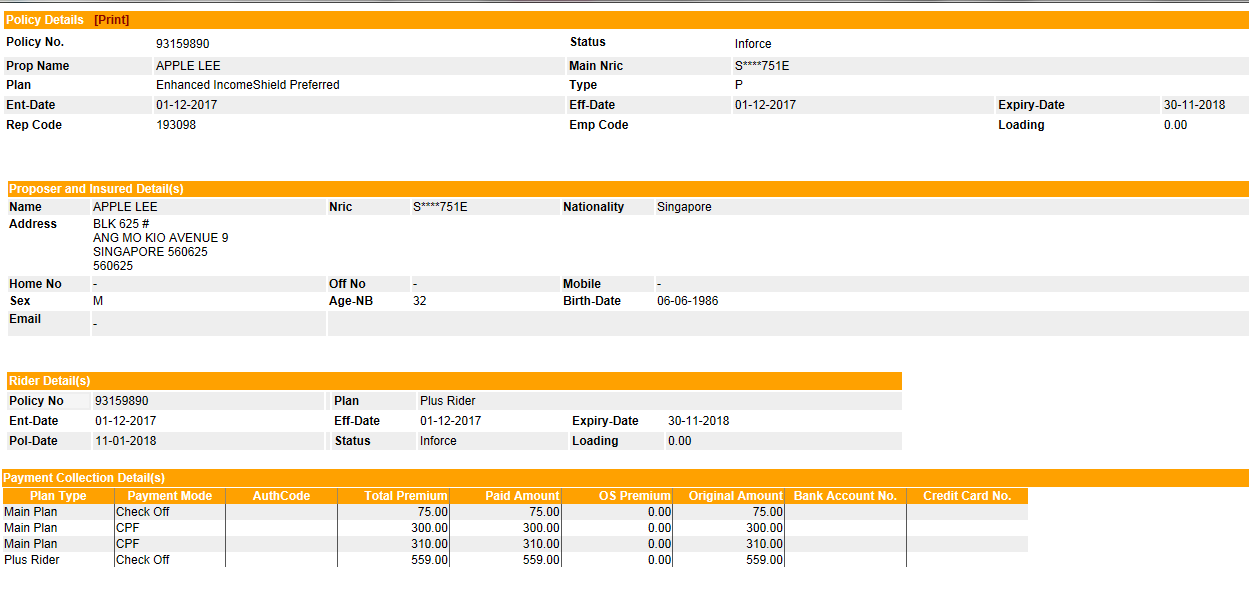 Policy Details [Print]
Policy No. 93159890 Status Inforce
Prop Name APPLE LEE Main Nric S****751E
Plan Enhanced IncomeShield Preferred Type P
Ent-Date 01-12-2017 Eff-Date 01-12-2017 Expiry-Date 30-11-2018
Rep Code 193098 Emp Code Loading 0.00
Proposer and Insured Detail(s)
Name APPLE LEE Nric S****751E Nationality Singapore
Address BLK 625 #
ANG MO KIO AVENUE 9
SINGAPORE 560625
560625
Home No - Off No - Mobile -
Sex M Age-NB 32 Birth-Date 06-06-1986
Email -
Rider Detail(s)
Policy No 93159890 Plan Plus Rider
Ent-Date 01-12-2017 Eff-Date 01-12-2017 Expiry-Date 30-11-2018
Pol-Date 11-01-2018 Status Inforce Loading 0.00
Payment Collection Detail(s)
Plan Type Payment Mode AuthCode Total Premium Paid Amount OS Premium Original Amount Bank Account No. Credit Card No.
Main Plan Check Off 75.00 75.00 0.00 75.00
Main Plan CPF 300.00 300.00 0.00 300.00
Main Plan CPF 310.00 310.00 0.00 310.00
Plus Rider Check Off 559.00 559.00 0.00 559.00